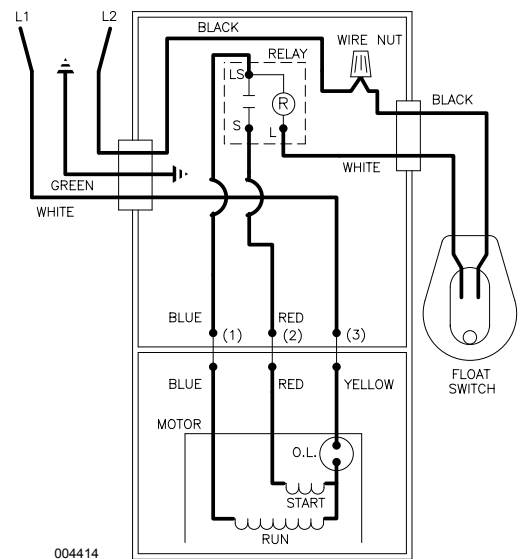 L1
L2
BLACK
WIRE NUT
RELAY
LS
R
BLACK
S
L
WHITE
GREEN
WHITE
BLUE
RED
(1)
(2)
(3)
FLOAT
SWITCH
BLUE
RED
YELLOW
MOTOR
O.L.
START
RUN
004414